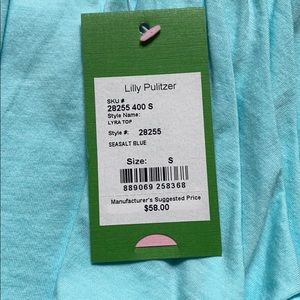 Lilly Pulitzer
SKU #
28255 400 S
Style Name:
LYRA TOP
Style #: 28255
SEASALT BLUE
Size: S
889069 258368
Manufacturer's Suggested Price
$58.00